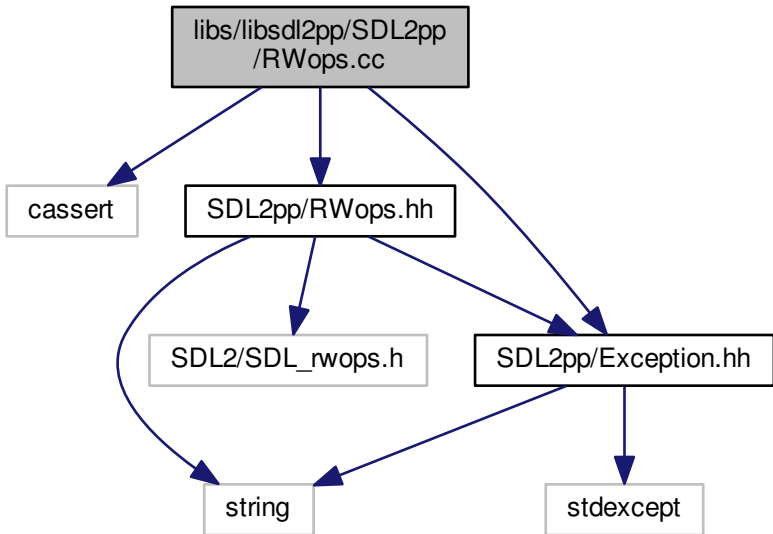 libs/libsdl2pp/SDL2pp
/RWops.cc
cassert
SDL2pp/RWops.hh
SDL2/SDL_rwops.h
SDL2pp/Exception.hh
string
stdexcept